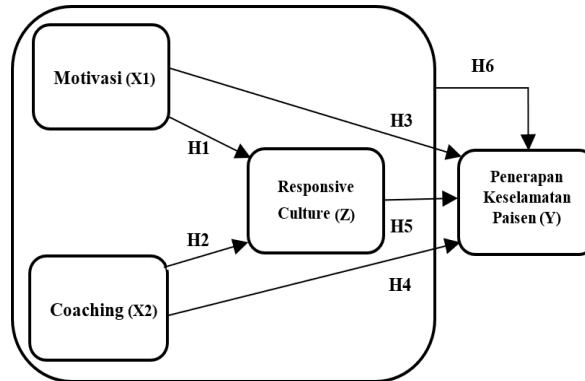 Motivasi (X1)
H6
H3
H1
Responsive
Culture (Z)
Penerapan
Keselamatan
Paisen (Y)
H2
H5
H4
Coaching (X2)